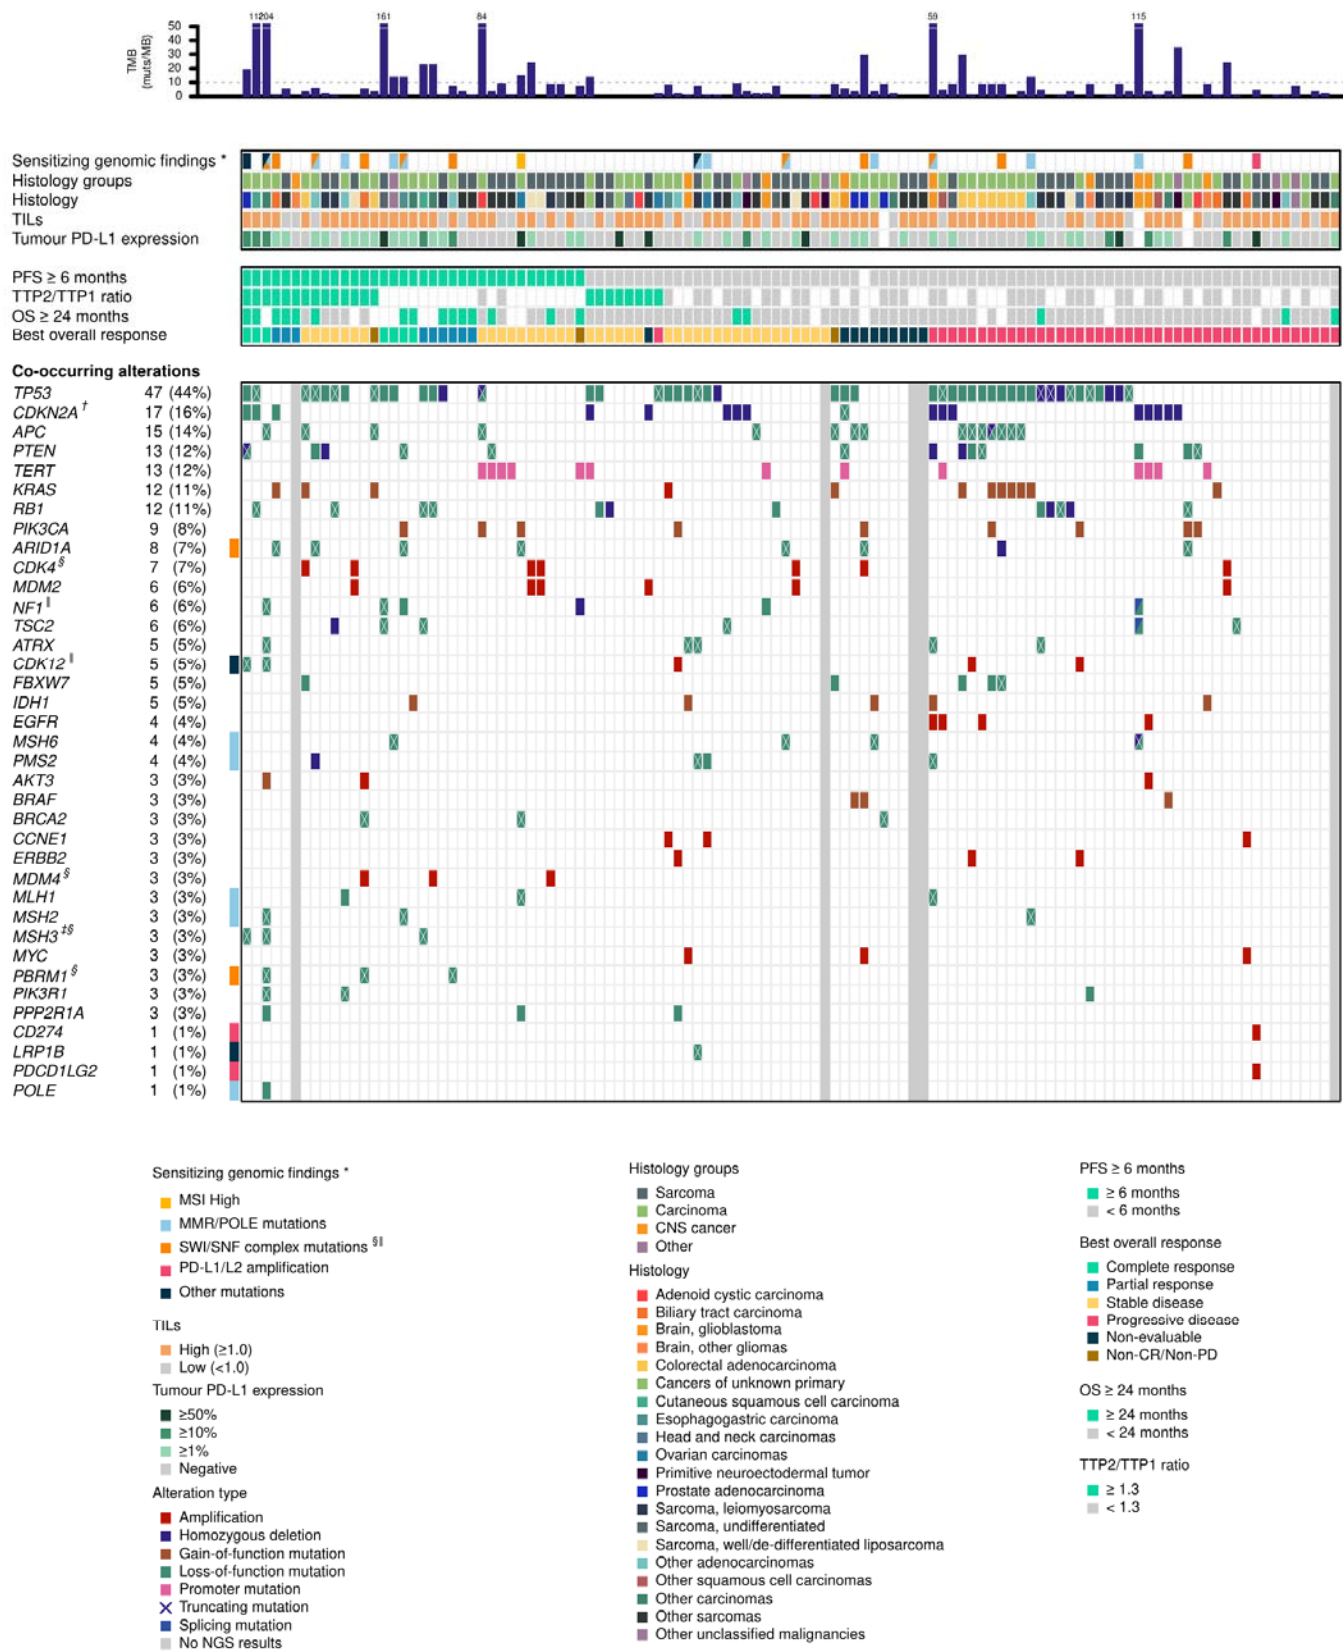 112 204 161 84 59 115
TMB
(muts/MB)
50
40
30
20
10
0
Sensitizing genomic findings *
Histology groups
Histology
TILs
Tumour PD-L1 expression
PFS ≥ 6 months
TTP2/TTP1 ratio
OS ≥ 24 months
Best overall response
Co-occurring alterations
TP53 47 (44%)
CDKN2A † 17 (16%)
APC 15 (14%)
PTEN 13 (12%)
TERT 13 (12%)
KRAS 12 (11%)
RB1 12 (11%)
PIK3CA 9 (8%)
ARID1A 8 (7%)
CDK4 § 7 (7%)
MDM2 6 (6%)
NF1 ‖ 6 (6%)
TSC2 6 (6%)
ATRX 5 (5%)
CDK12 ‖ 5 (5%)
FBXW7 5 (5%)
IDH1 5 (5%)
EGFR 4 (4%)
MSH6 4 (4%)
PMS2 4 (4%)
AKT3 3 (3%)
BRAF 3 (3%)
BRCA2 3 (3%)
CCNE1 3 (3%)
ERBB2 3 (3%)
MDM4 § 3 (3%)
MLH1 3 (3%)
MSH2 3 (3%)
MSH3 ‡§ 3 (3%)
MYC 3 (3%)
PBRM1 § 3 (3%)
PIK3R1 3 (3%)
PPP2R1A 3 (3%)
CD274 1 (1%)
LRP1B 1 (1%)
PDCD1LG2 1 (1%)
POLE 1 (1%)
Sensitizing genomic findings *
MSI High
MMR/POLE mutations
SWI/SNF complex mutations §‖
PD-L1/L2 amplification
Other mutations
TILs
High (≥1.0)
Low (<1.0)
Tumour PD-L1 expression
≥50%
≥10%
≥1%
Negative
Alteration type
Amplification
Homozygous deletion
Gain-of-function mutation
Loss-of-function mutation
Promoter mutation
Truncating mutation
Splicing mutation
No NGS results
Histology groups
Sarcoma
Carcinoma
CNS cancer
Other
Histology
Adenoid cystic carcinoma
Biliary tract carcinoma
Brain, glioblastoma
Brain, other gliomas
Colorectal adenocarcinoma
Cancers of unknown primary
Cutaneous squamous cell carcinoma
Esophagogastric carcinoma
Head and neck carcinomas
Ovarian carcinomas
Primitive neuroectodermal tumor
Prostate adenocarcinoma
Sarcoma, leiomyosarcoma
Sarcoma, undifferentiated
Sarcoma, well/de-differentiated liposarcoma
Other adenocarcinomas
Other squamous cell carcinomas
Other carcinomas
Other sarcomas
Other unclassified malignancies
PFS ≥ 6 months
≥ 6 months
< 6 months
Best overall response
Complete response
Partial response
Stable disease
Progressive disease
Non-evaluable
Non-CR/Non-PD
OS ≥ 24 months
≥ 24 months
< 24 months
TTP2/TTP1 ratio
≥ 1.3
< 1.3